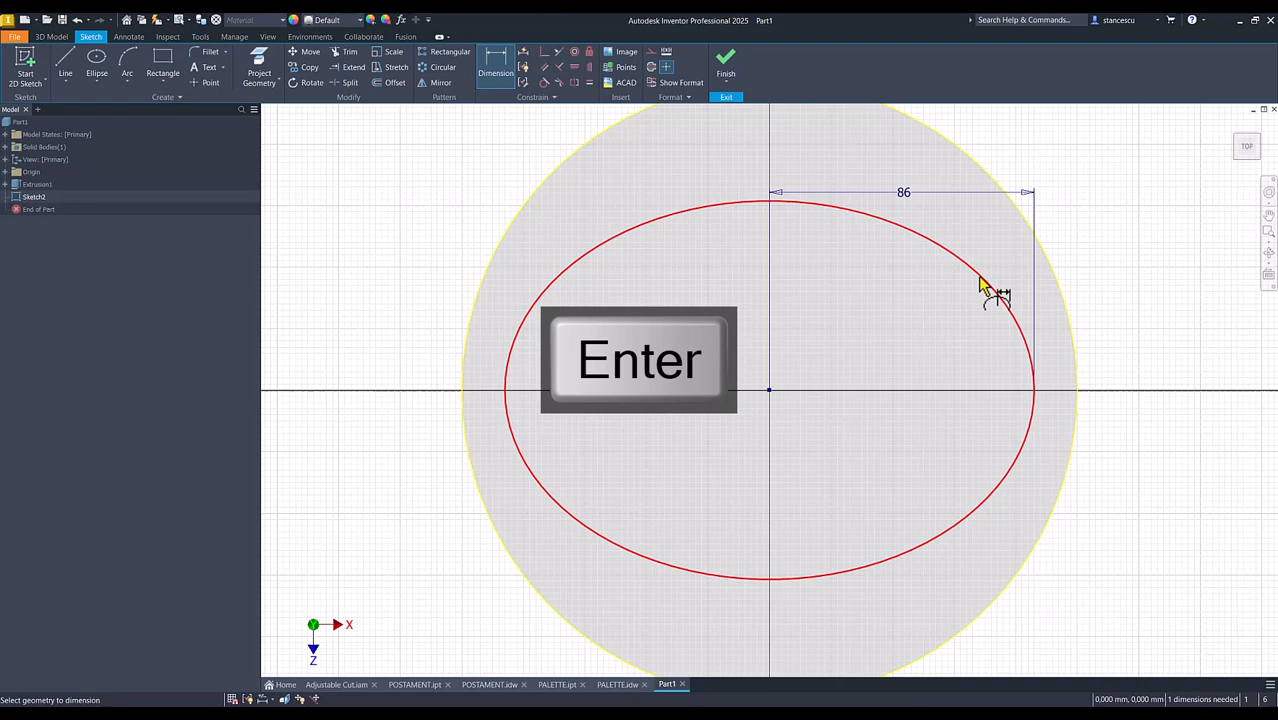 Material
Default
Autodesk Inventor Professional 2025 Part1
Search Help & Commands...
stancescu
File
3D Model
Sketch
Annotate
Inspect
Tools
Manage
View
Environments
Collaborate
Fusion
Start
2D Sketch
Line
Ellipse
Arc
Rectangle
Fillet
Text
Point
Project
Geometry
Move
Copy
Rotate
Trim
Extend
Split
Scale
Stretch
Offset
Rectangular
Circular
Mirror
Dimension
Image
Points
ACAD
Show Format
Finish
Sketch
Create
Modify
Pattern
Constrain
Insert
Format
Exit
Model
Part1
Model States: [Primary]
Solid Bodies(1)
View: [Primary]
Origin
Extrusion1
Sketch2
End of Part
TOP
86
Enter
X
Z
Home
Adjustable Cut.iam
POSTAMENT.ipt
POSTAMENT.idw
PALETTE.ipt
PALETTE.idw
Part1
Select geometry to dimension
0,000 mm, 0,000 mm
1 dimensions needed
1
6